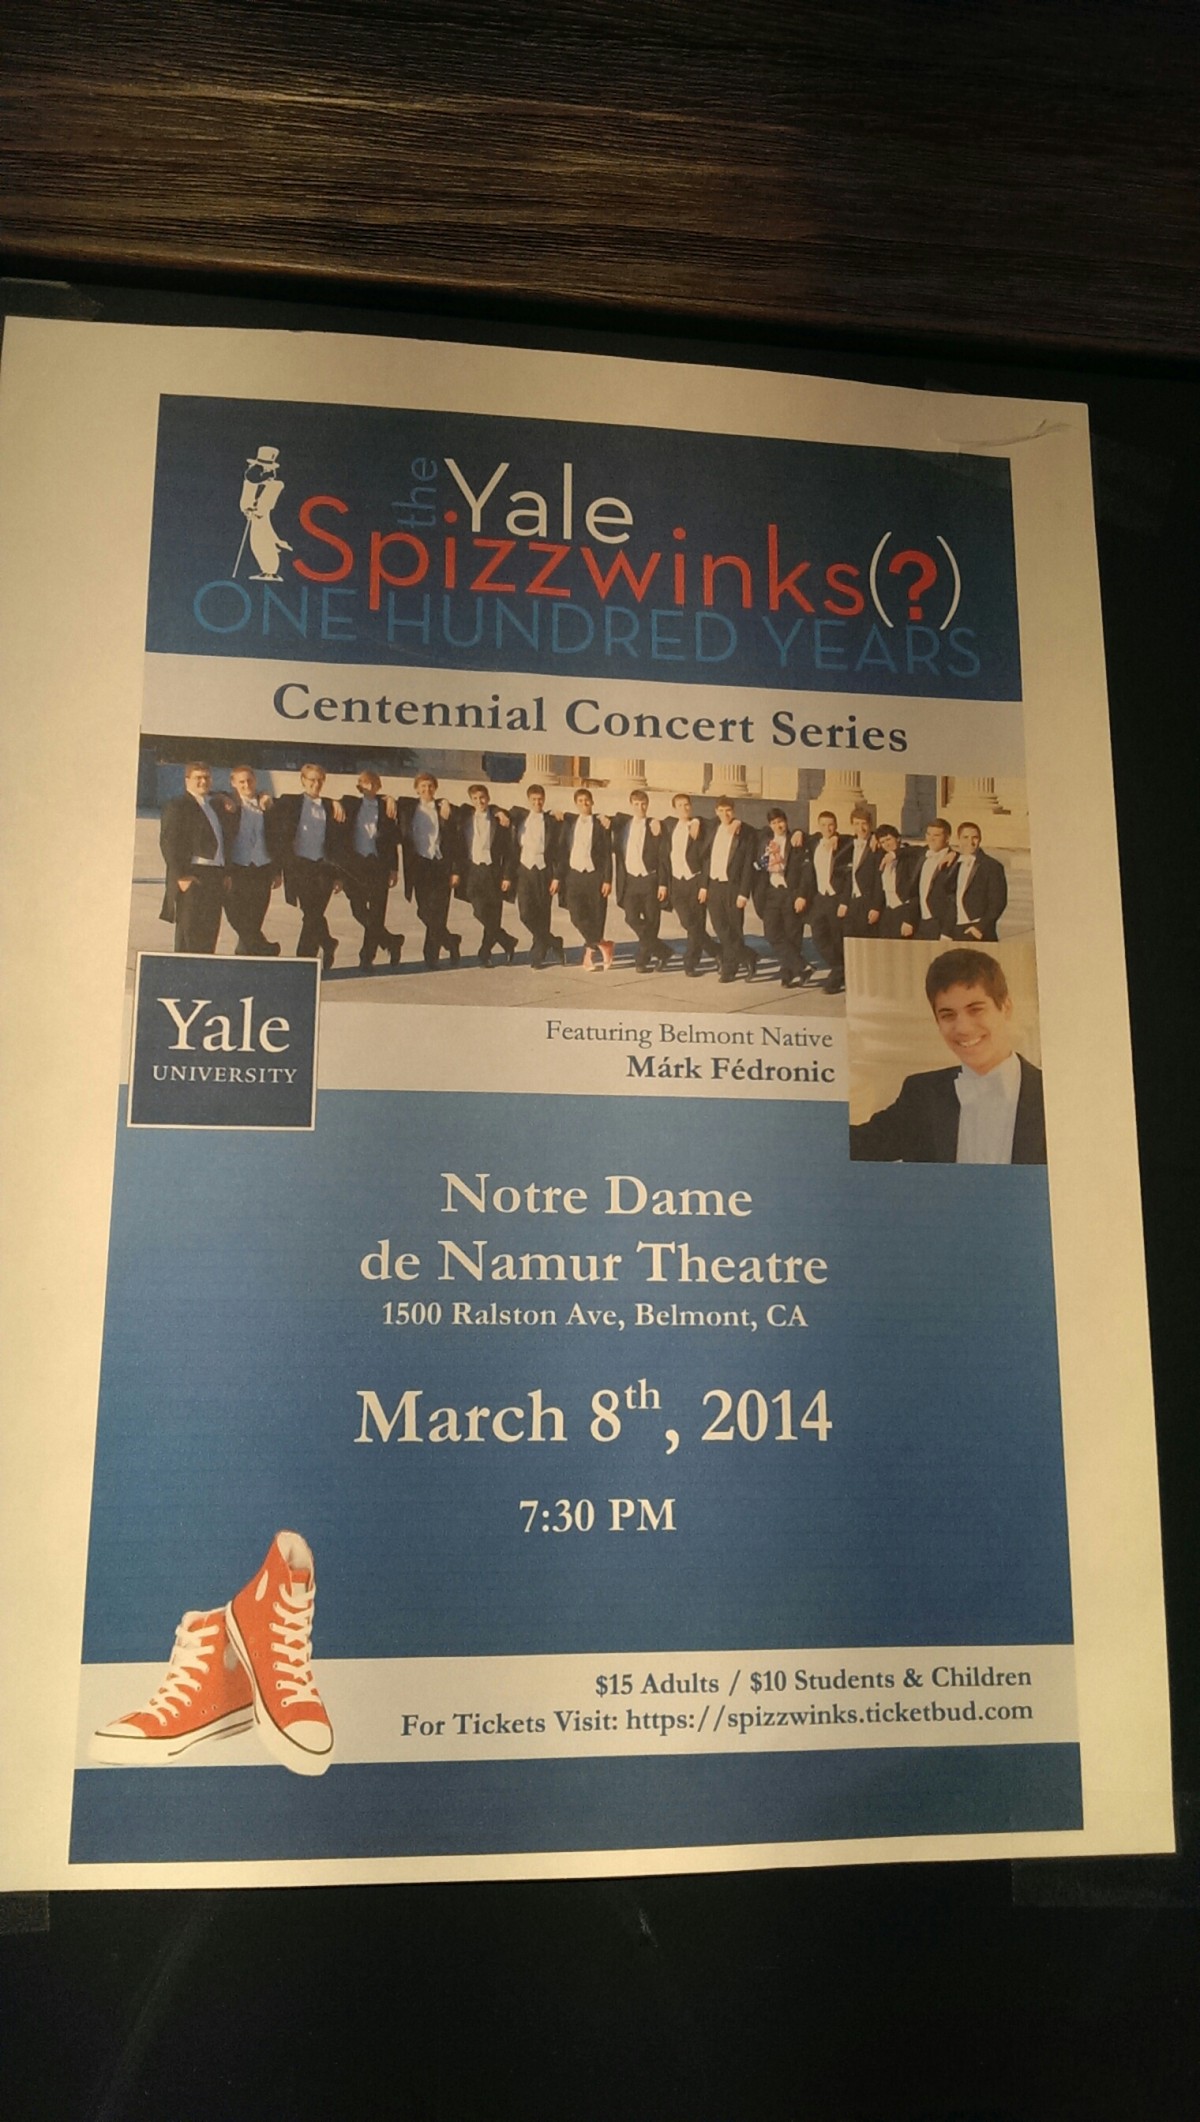 the Yale
Spizzwinks(?)
ONE HUNDRED YEARS
Centennial Concert Series
Yale
UNIVERSITY
Featuring Belmont Native
Márk Fédronic
Notre Dame
de Namur Theatre
1500 Ralston Ave, Belmont, CA
March 8th, 2014
7:30 PM
$15 Adults / $10 Students & Children
For Tickets Visit: https://spizzwinks.ticketbud.com